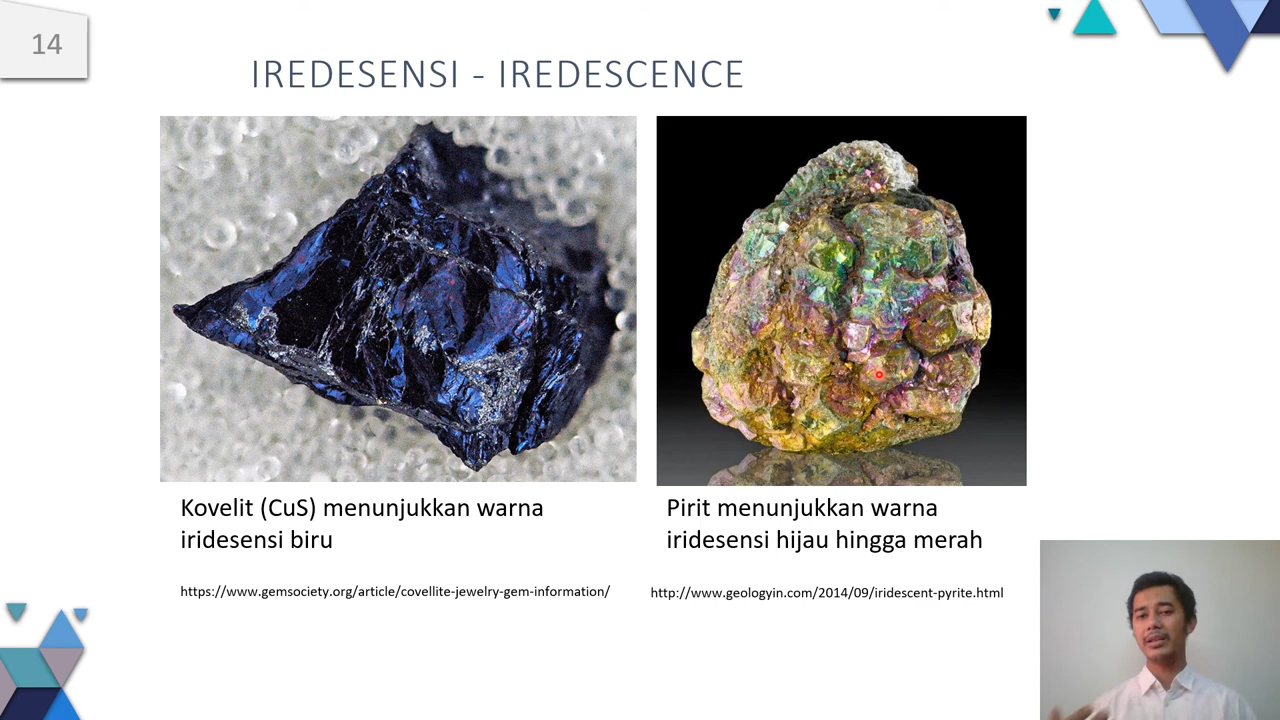 14
IREDESENSI - IREDESCENCE
Kovelit (CuS) menunjukkan warna
iridesensi biru
Pirit menunjukkan warna
iridesensi hijau hingga merah
https://www.gemsociety.org/article/covellite-jewelry-gem-information/
http://www.geologyin.com/2014/09/iridescent-pyrite.html